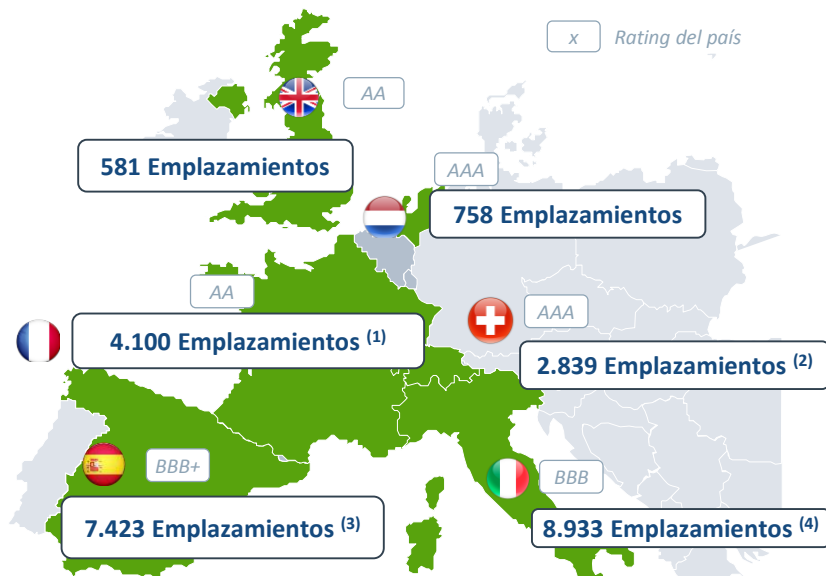 x Rating del país
AA
581 Emplazamientos
AAA
758 Emplazamientos
AA
4.100 Emplazamientos (1)
AAA
2.839 Emplazamientos (2)
BBB+
7.423 Emplazamientos (3)
BBB
8.933 Emplazamientos (4)